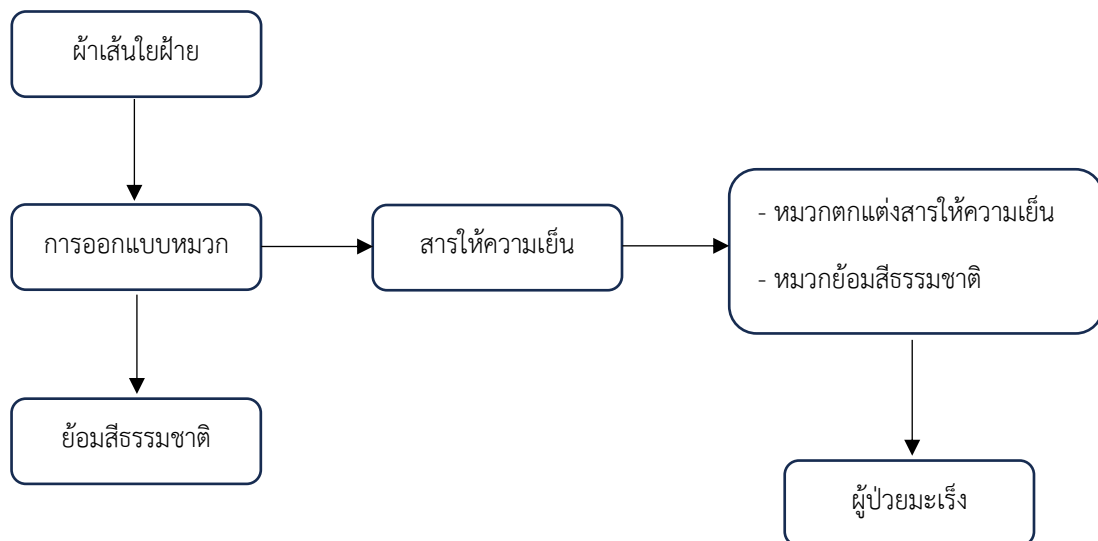 ผ้าเส้นใยฝ้าย
การออกแบบหมวก
สารให้ความเย็น
- หมวกตกแต่งสารให้ความเย็น
- หมวกย้อมสีธรรมชาติ
ย้อมสีธรรมชาติ
ผู้ป่วยมะเร็ง